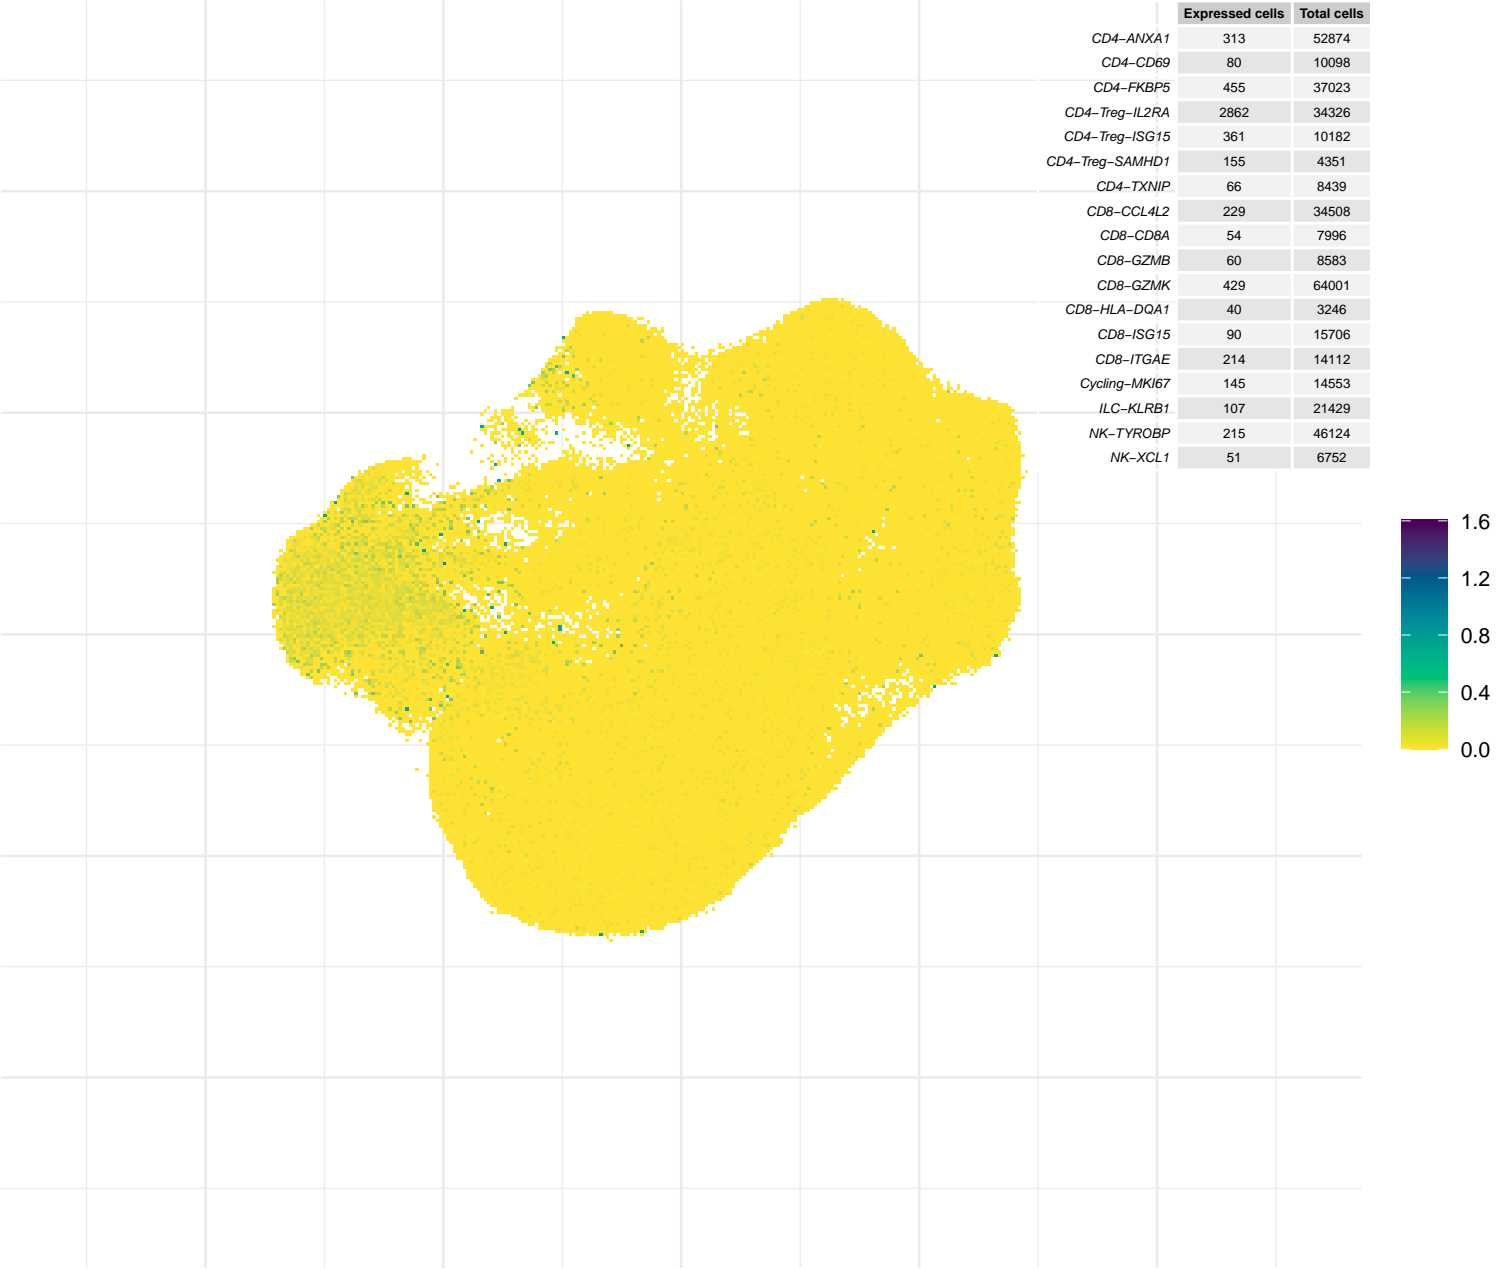 Expressed cells Total cells
CD4−ANXA1 313 52874
CD4−CD69 80 10098
CD4−FKBP5 455 37023
CD4−Treg−IL2RA 2862 34326
CD4−Treg−ISG15 361 10182
CD4−Treg−SAMHD1 155 4351
CD4−TXNIP 66 8439
CD8−CCL4L2 229 34508
CD8−CD8A 54 7996
CD8−GZMB 60 8583
CD8−GZMK 429 64001
CD8−HLA−DQA1 40 3246
CD8−ISG15 90 15706
CD8−ITGAE 214 14112
Cycling−MKI67 145 14553
ILC−KLRB1 107 21429
NK−TYROBP 215 46124
NK−XCL1 51 6752
1.6
1.2
0.8
0.4
0.0